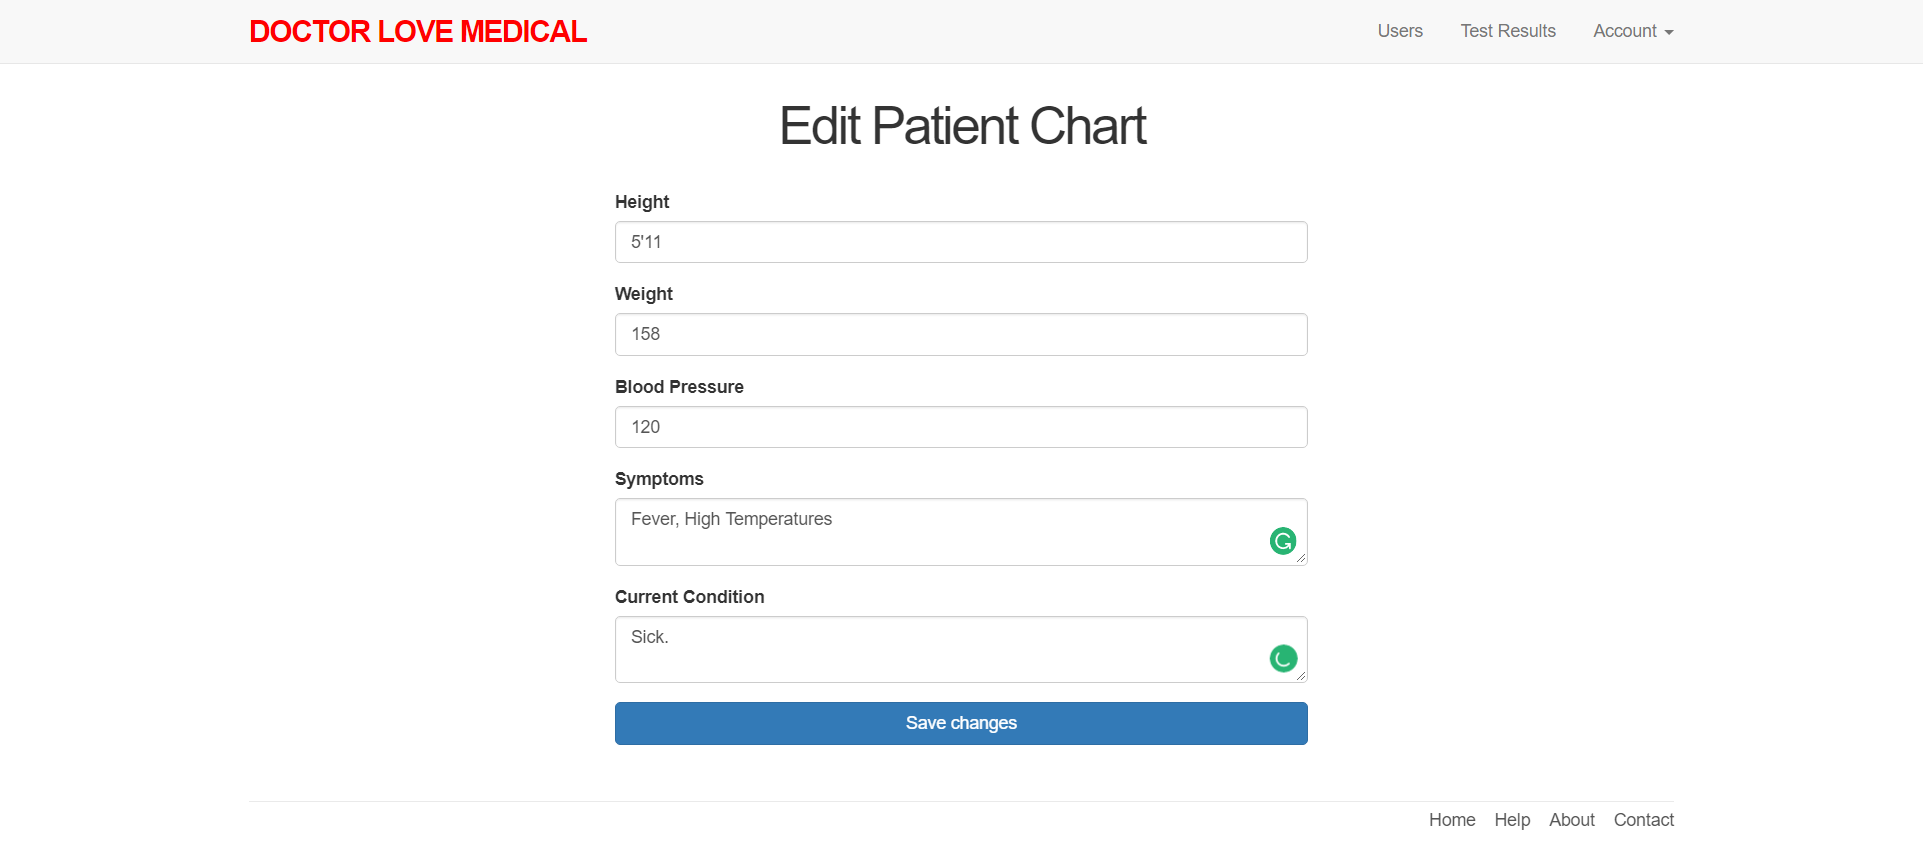 DOCTOR LOVE MEDICAL Users Test Results Account
Edit Patient Chart
Height
5'11
Weight
158
Blood Pressure
120
Symptoms
Fever, High Temperatures
Current Condition
Sick.
Save changes
Home Help About Contact